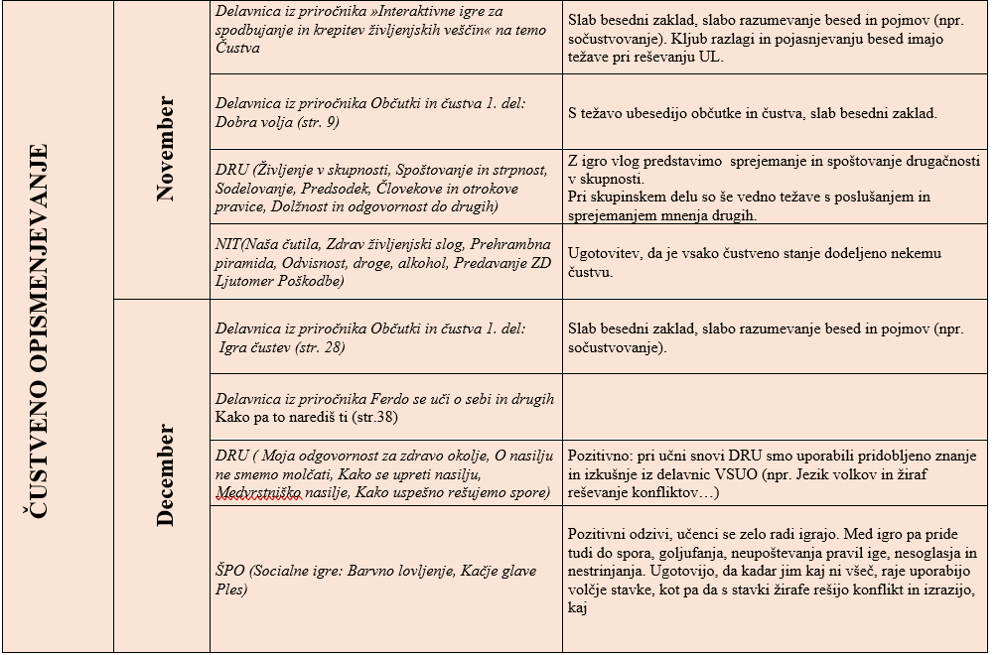 ČUSTVENO OPISMENJEVANJE
November
Delavnica iz priročnika »Interaktivne igre za
spodbujanje in krepitev življenjskih veščin« na temo
Čustva
Slab besedni zaklad, slabo razumevanje besed in pojmov (npr.
sočustvovanje). Kljub razlagi in pojasnjevanju besed imajo
težave pri reševanju UL.
Delavnica iz priročnika Občutki in čustva 1. del:
Dobra volja (str. 9)
S težavo ubesedijo občutke in čustva, slab besedni zaklad.
DRU (Življenje v skupnosti, Spoštovanje in strpnost,
Sodelovanje, Predsodek, Človekove in otrokove
pravice, Dolžnost in odgovornost do drugih)
Z igro vlog predstavimo  sprejemanje in spoštovanje drugačnosti
v skupnosti.
Pri skupinskem delu so še vedno težave s poslušanjem in
sprejemanjem mnenja drugih.
NIT(Naša čutila, Zdrav življenjski slog, Prehrambna
piramida, Odvisnost, droge, alkohol, Predavanje ZD
Ljutomer Poškodbe)
Ugotovitev, da je vsako čustveno stanje dodeljeno nekemu
čustvu.
December
Delavnica iz priročnika Občutki in čustva 1. del:
Igra čustev (str. 28)
Slab besedni zaklad, slabo razumevanje besed in pojmov (npr.
sočustvovanje).
Delavnica iz priročnika Ferdo se uči o sebi in drugih
Kako pa to narediš ti (str.38)
DRU ( Moja odgovornost za zdravo okolje, O nasilju
ne smemo molčati, Kako se upreti nasilju,
Medvrstniško nasilje, Kako uspešno rešujemo spore)
Pozitivno: pri učni snovi DRU smo uporabili pridobljeno znanje
in izkušnje iz delavnic VSUO (npr. Jezik volkov in žiraf
reševanje konfliktov…)
ŠPO (Socialne igre: Barvno lovljenje, Kačje glave
Ples)
Pozitivni odzivi, učenci se zelo radi igrajo. Med igro pa pride
tudi do spora, goljufanja, neupoštevanja pravil ige, nesoglasja in
nestrinjanja. Ugotovijo, da kadar jim kaj ni všeč, raje uporabijo
volčje stavke, kot pa da s stavki žirafe rešijo konflikt in izrazijo,
kaj